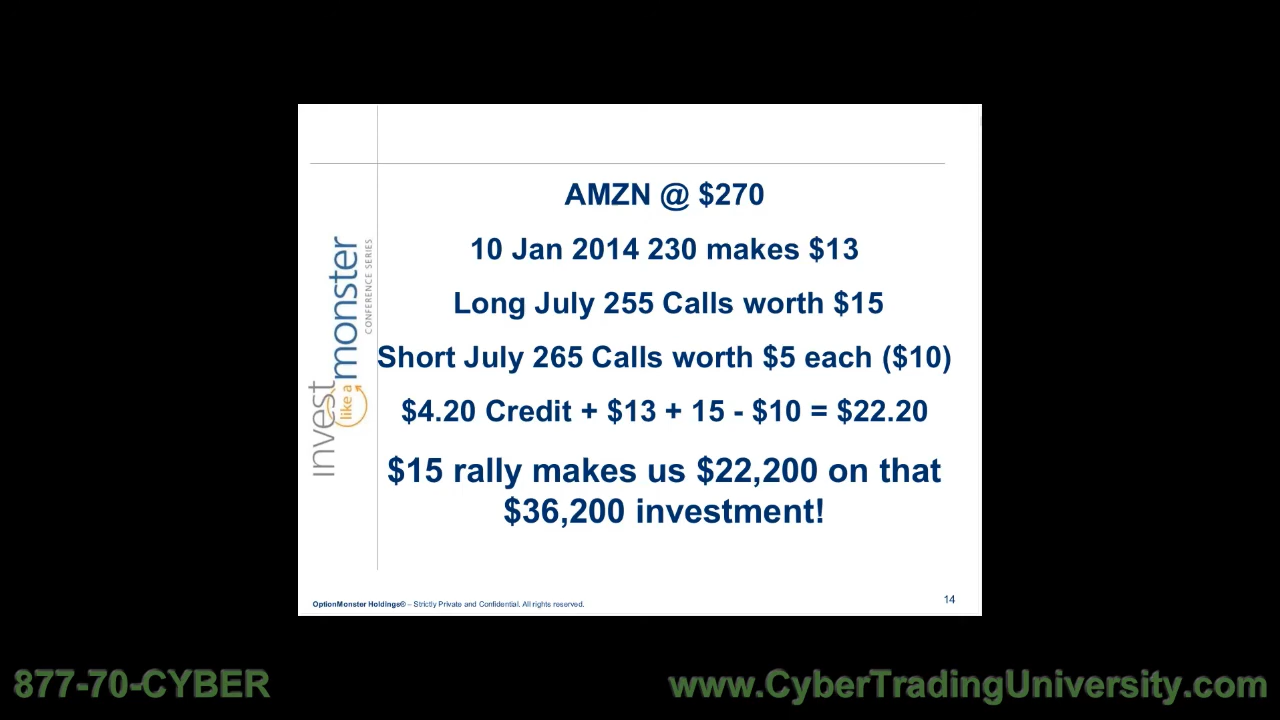 AMZN @ $270
10 Jan 2014 230 makes $13
Long July 255 Calls worth $15
Short July 265 Calls worth $5 each ($10)
$4.20 Credit + $13 + 15 - $10 = $22.20
$15 rally makes us $22,200 on that
$36,200 investment!
invest
like a
monster
CONFERENCE SERIES
OptionMonster Holdings® – Strictly Private and Confidential. All rights reserved.
14
877-70-CYBER
www.CyberTradingUniversity.com